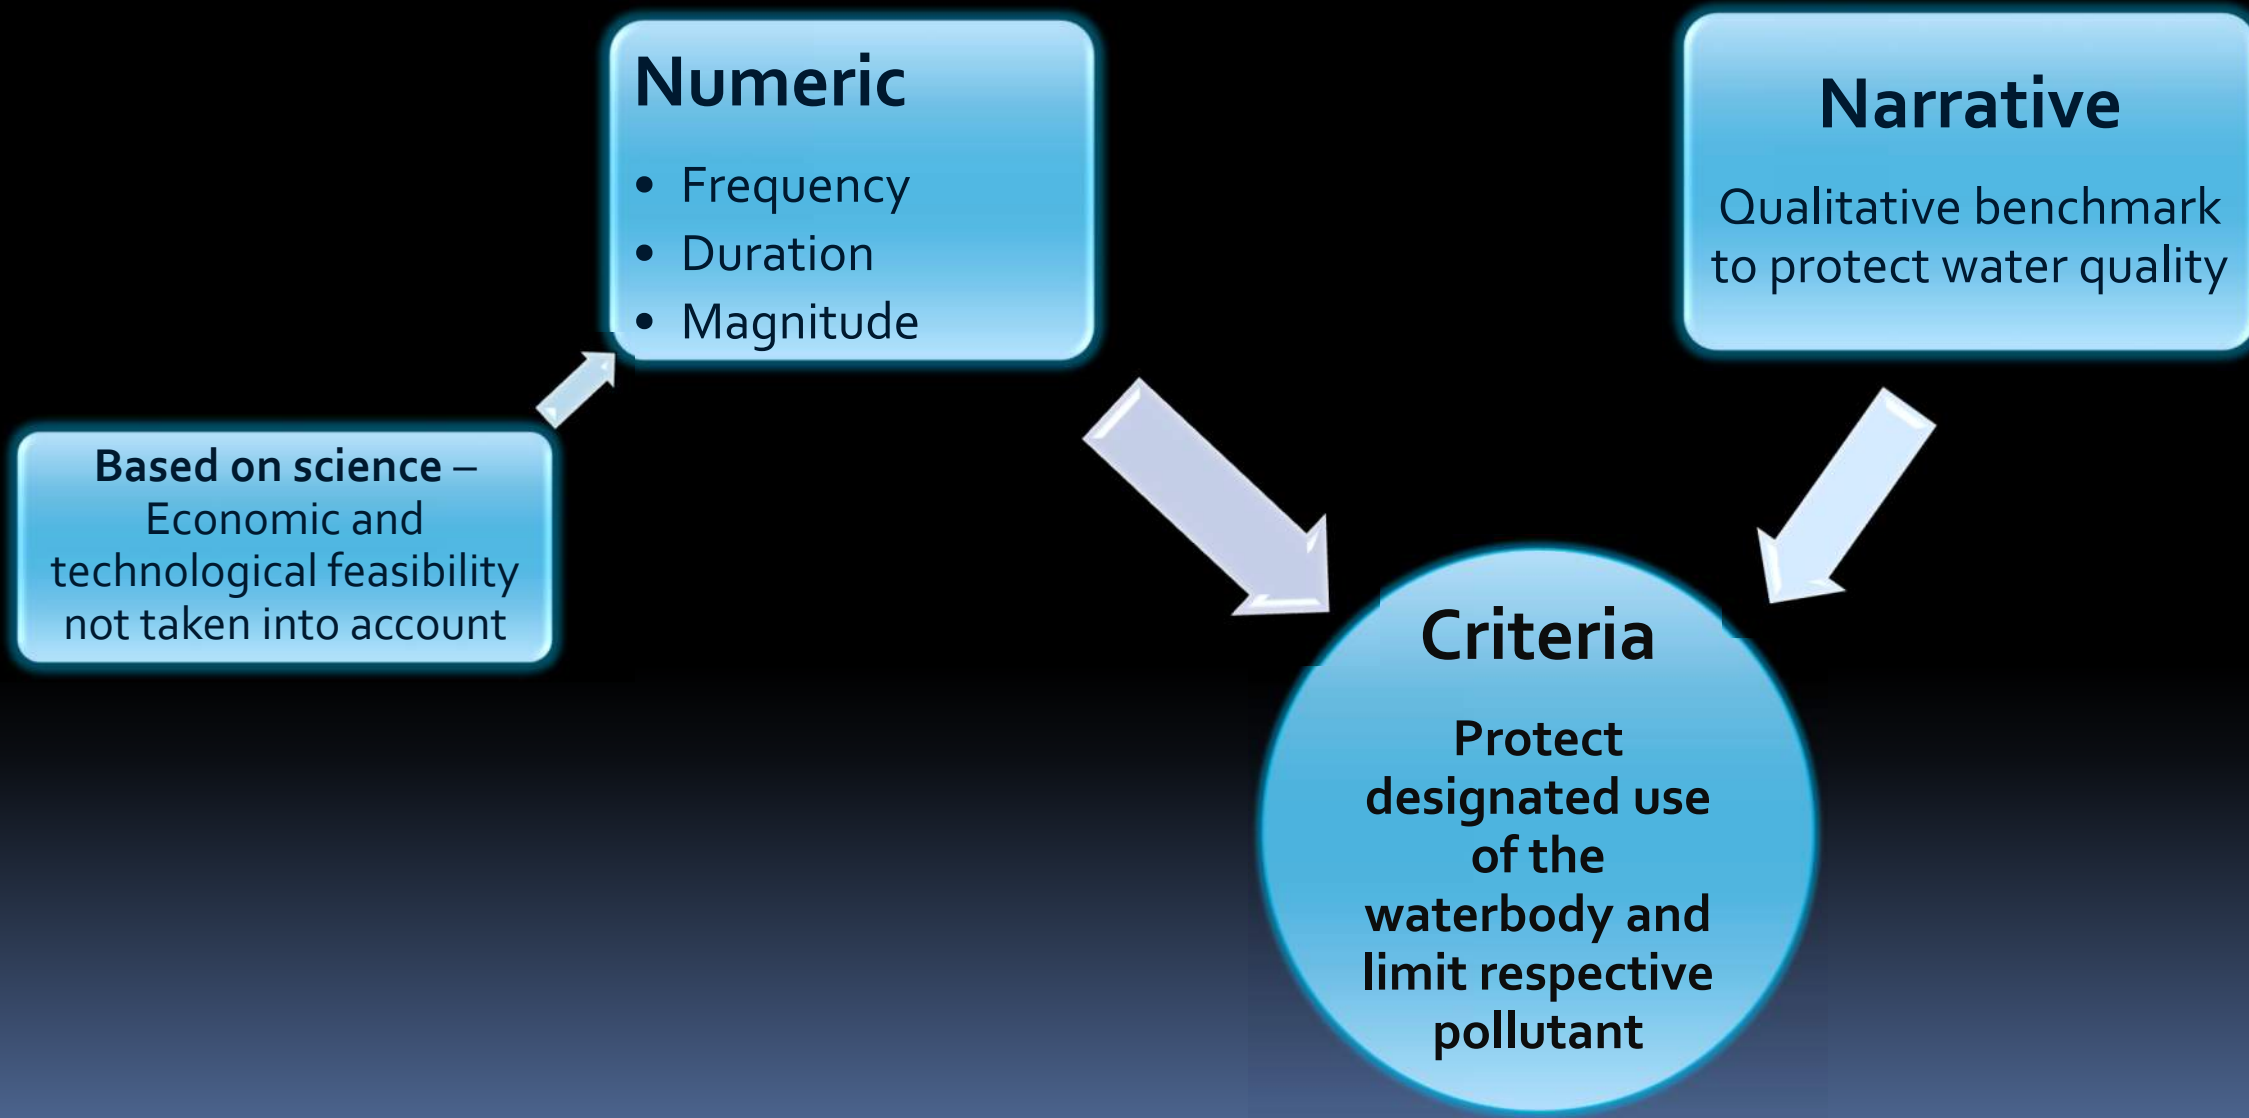 Numeric
• Frequency
• Duration
• Magnitude
Narrative
Qualitative benchmark
to protect water quality
Based on science –
Economic and
technological feasibility
not taken into account
Criteria
Protect
designated use
of the
waterbody and
limit respective
pollutant